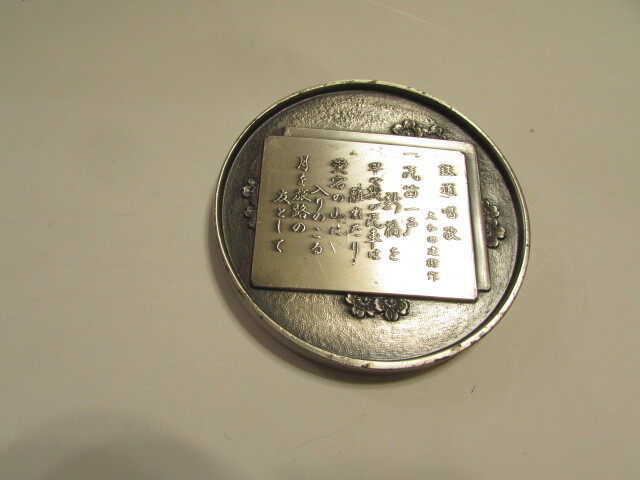 鉄道唱歌
大和田建樹作
一、汽笛一声
新橋を
早や我汽車は
離れたり
愛宕の山に
入りのこる
月を旅路の
友として